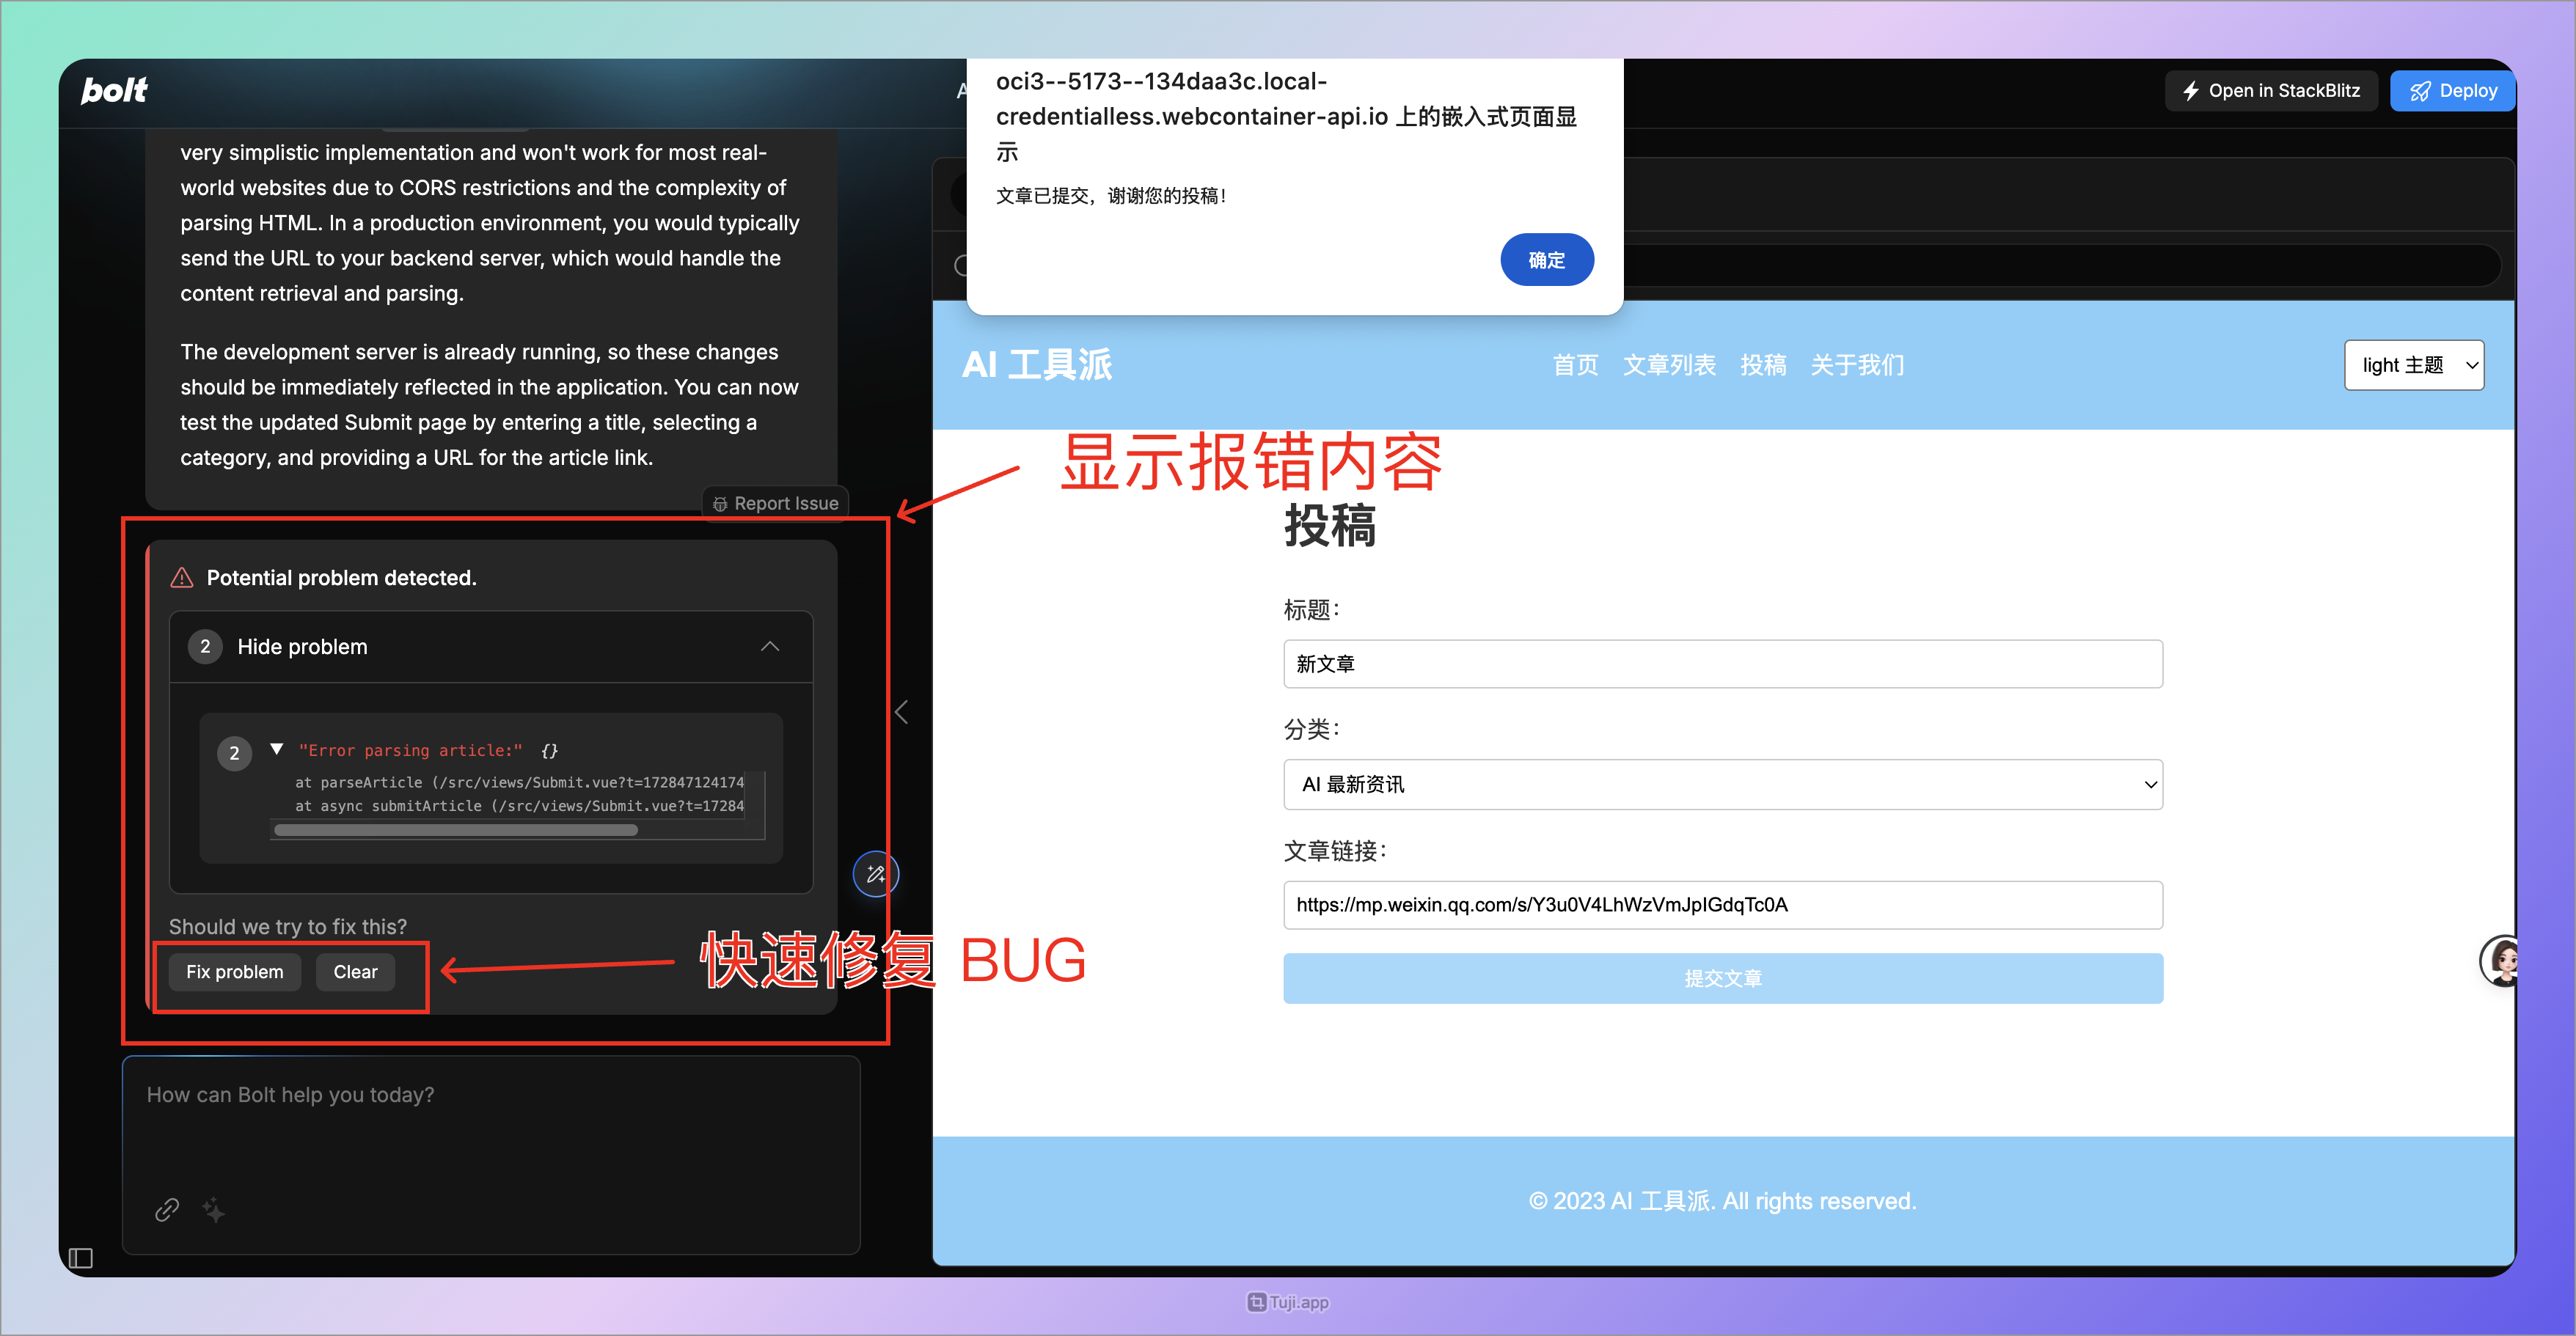 bolt
oci3--5173--134daa3c.local-
credentialless.webcontainer-api.io 上的嵌入式页面显
示
文章已提交，谢谢您的投稿！
确定
Open in StackBlitz
Deploy
very simplistic implementation and won't work for most real-
world websites due to CORS restrictions and the complexity of
parsing HTML. In a production environment, you would typically
send the URL to your backend server, which would handle the
content retrieval and parsing.
The development server is already running, so these changes
should be immediately reflected in the application. You can now
test the updated Submit page by entering a title, selecting a
category, and providing a URL for the article link.
Report Issue
显示报错内容
Potential problem detected.
2 Hide problem
2 "Error parsing article:" {}
at parseArticle (/src/views/Submit.vue?t=172847124174
at async submitArticle (/src/views/Submit.vue?t=17284
Should we try to fix this?
Fix problem
Clear
快速修复 BUG
How can Bolt help you today?
AI 工具派
首页 文章列表 投稿 关于我们
light 主题
投稿
标题：
新文章
分类：
AI 最新资讯
文章链接：
https://mp.weixin.qq.com/s/Y3u0V4LhWzVmJpIGdqTc0A
提交文章
© 2023 AI 工具派. All rights reserved.
Tuji.app